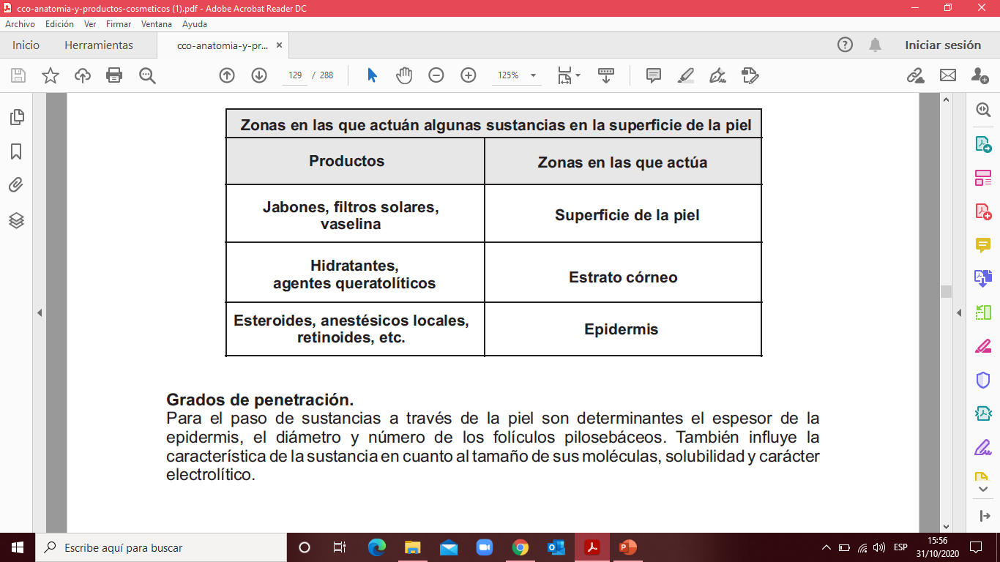 cco-anatomia-y-productos-cosmeticos (1).pdf - Adobe Acrobat Reader DC
Archivo Edición Ver Firmar Ventana Ayuda
Inicio Herramientas cco-anatomia-y-pr... × Iniciar sesión
129 / 288 125%
Zonas en las que actuán algunas sustancias en la superficie de la piel
Productos
Zonas en las que actúa
Jabones, filtros solares,
vaselina
Superficie de la piel
Hidratantes,
agentes queratolíticos
Estrato córneo
Esteroides, anestésicos locales,
retinoides, etc.
Epidermis
Grados de penetración.
Para el paso de sustancias a través de la piel son determinantes el espesor de la
epidermis, el diámetro y número de los folículos pilosebáceos. También influye la
característica de la sustancia en cuanto al tamaño de sus moléculas, solubilidad y carácter
electrolítico.
Escribe aquí para buscar
ESP
15:56
31/10/2020